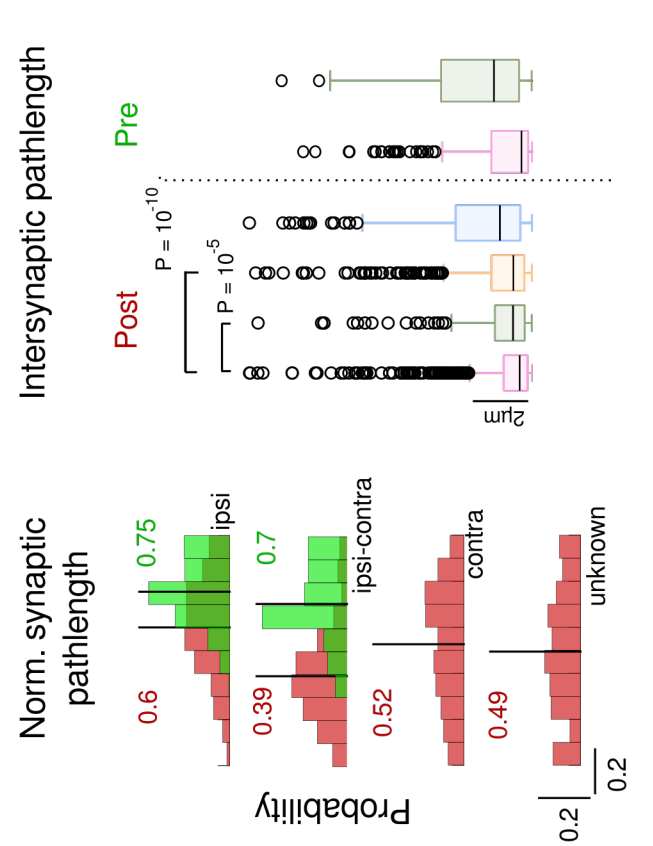 Norm. synaptic
pathlength
0.6
0.75
ipsi
0.39
0.7
ipsi-contra
0.52
contra
0.49
unknown
Probability
0.2
0.2
Intersynaptic pathlength
Post
Pre
P = 10-10
P = 10-5
2μm